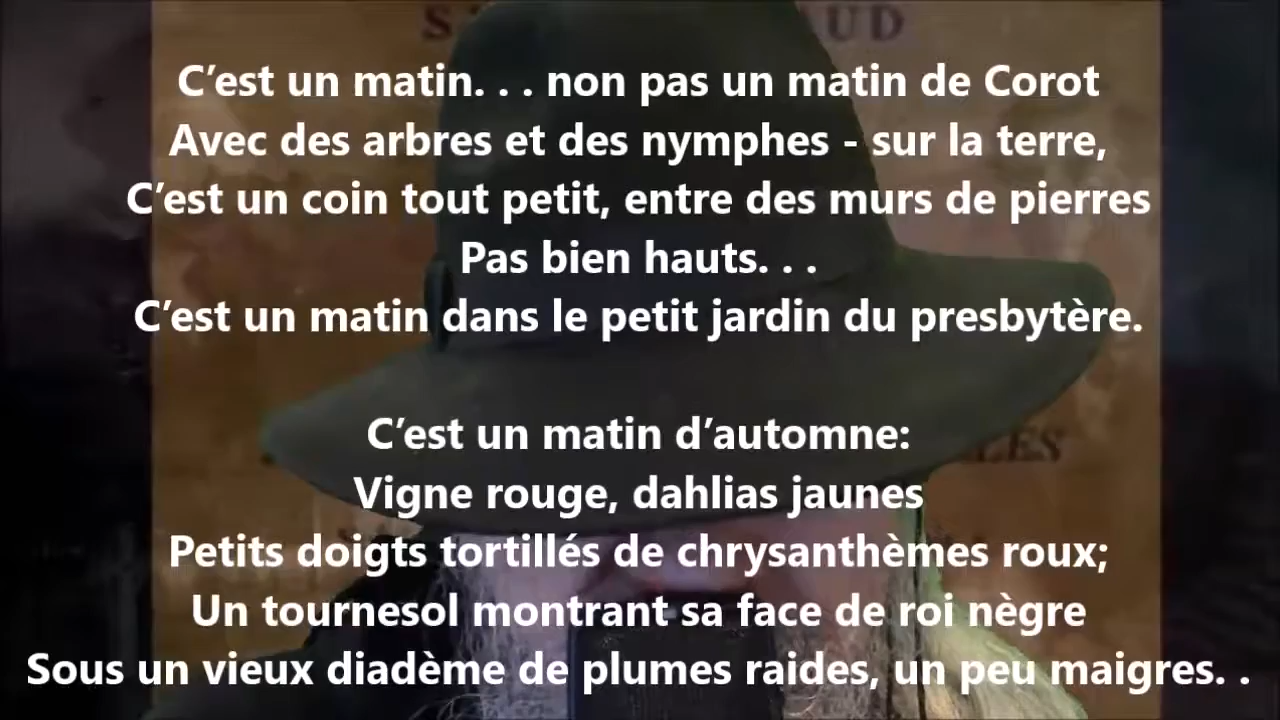 C’est un matin. . . non pas un matin de Corot
Avec des arbres et des nymphes - sur la terre,
C’est un coin tout petit, entre des murs de pierres
Pas bien hauts. . .
C’est un matin dans le petit jardin du presbytère.
C’est un matin d’automne:
Vigne rouge, dahlias jaunes
Petits doigts tortillés de chrysanthèmes roux;
Un tournesol montrant sa face de roi nègre
Sous un vieux diadème de plumes raides, un peu maigres. .